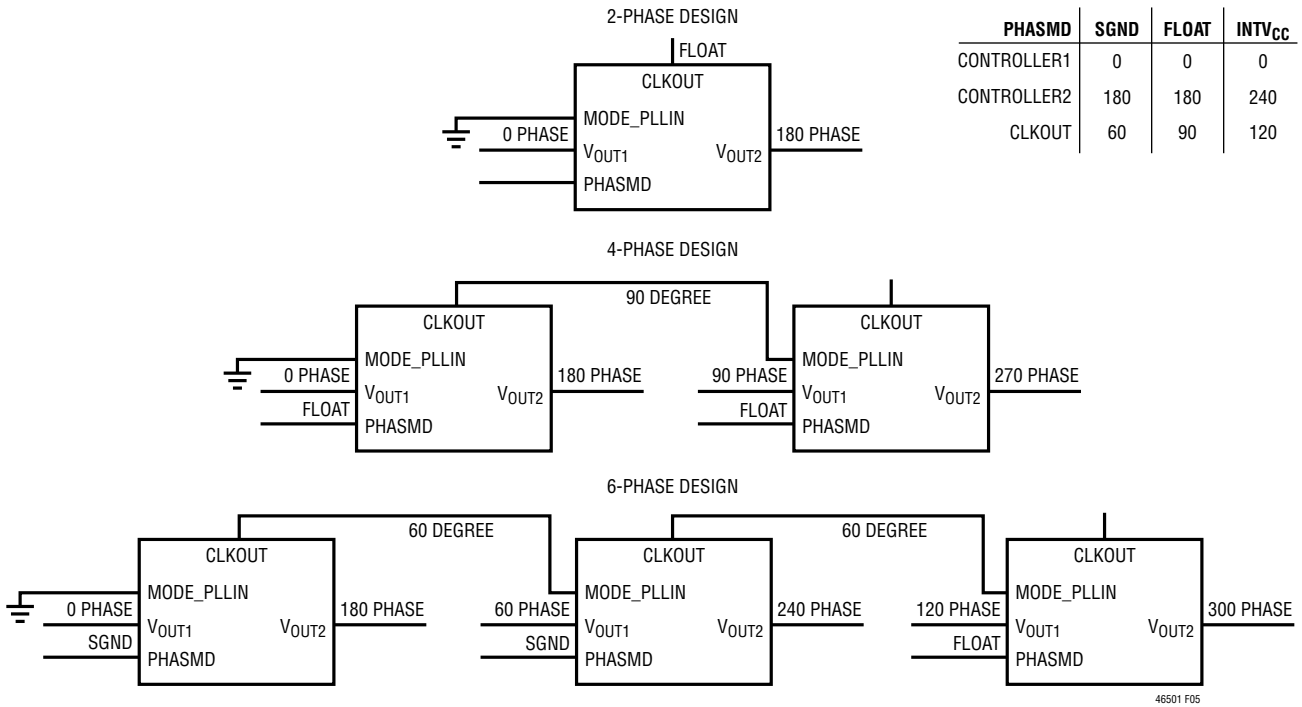 2-PHASE DESIGN
FLOAT
CLKOUT
MODE_PLLIN
0 PHASE
VOUT1
VOUT2
180 PHASE
PHASMD
PHASMD SGND FLOAT INTVCC
CONTROLLER1 0 0 0
CONTROLLER2 180 180 240
CLKOUT 60 90 120
4-PHASE DESIGN
90 DEGREE
CLKOUT
MODE_PLLIN
0 PHASE
VOUT1
VOUT2
180 PHASE
FLOAT
PHASMD
CLKOUT
MODE_PLLIN
90 PHASE
VOUT1
VOUT2
270 PHASE
FLOAT
PHASMD
6-PHASE DESIGN
60 DEGREE
60 DEGREE
CLKOUT
MODE_PLLIN
0 PHASE
VOUT1
VOUT2
180 PHASE
SGND
PHASMD
CLKOUT
MODE_PLLIN
60 PHASE
VOUT1
VOUT2
240 PHASE
SGND
PHASMD
CLKOUT
MODE_PLLIN
120 PHASE
VOUT1
VOUT2
300 PHASE
FLOAT
PHASMD
46501 F05